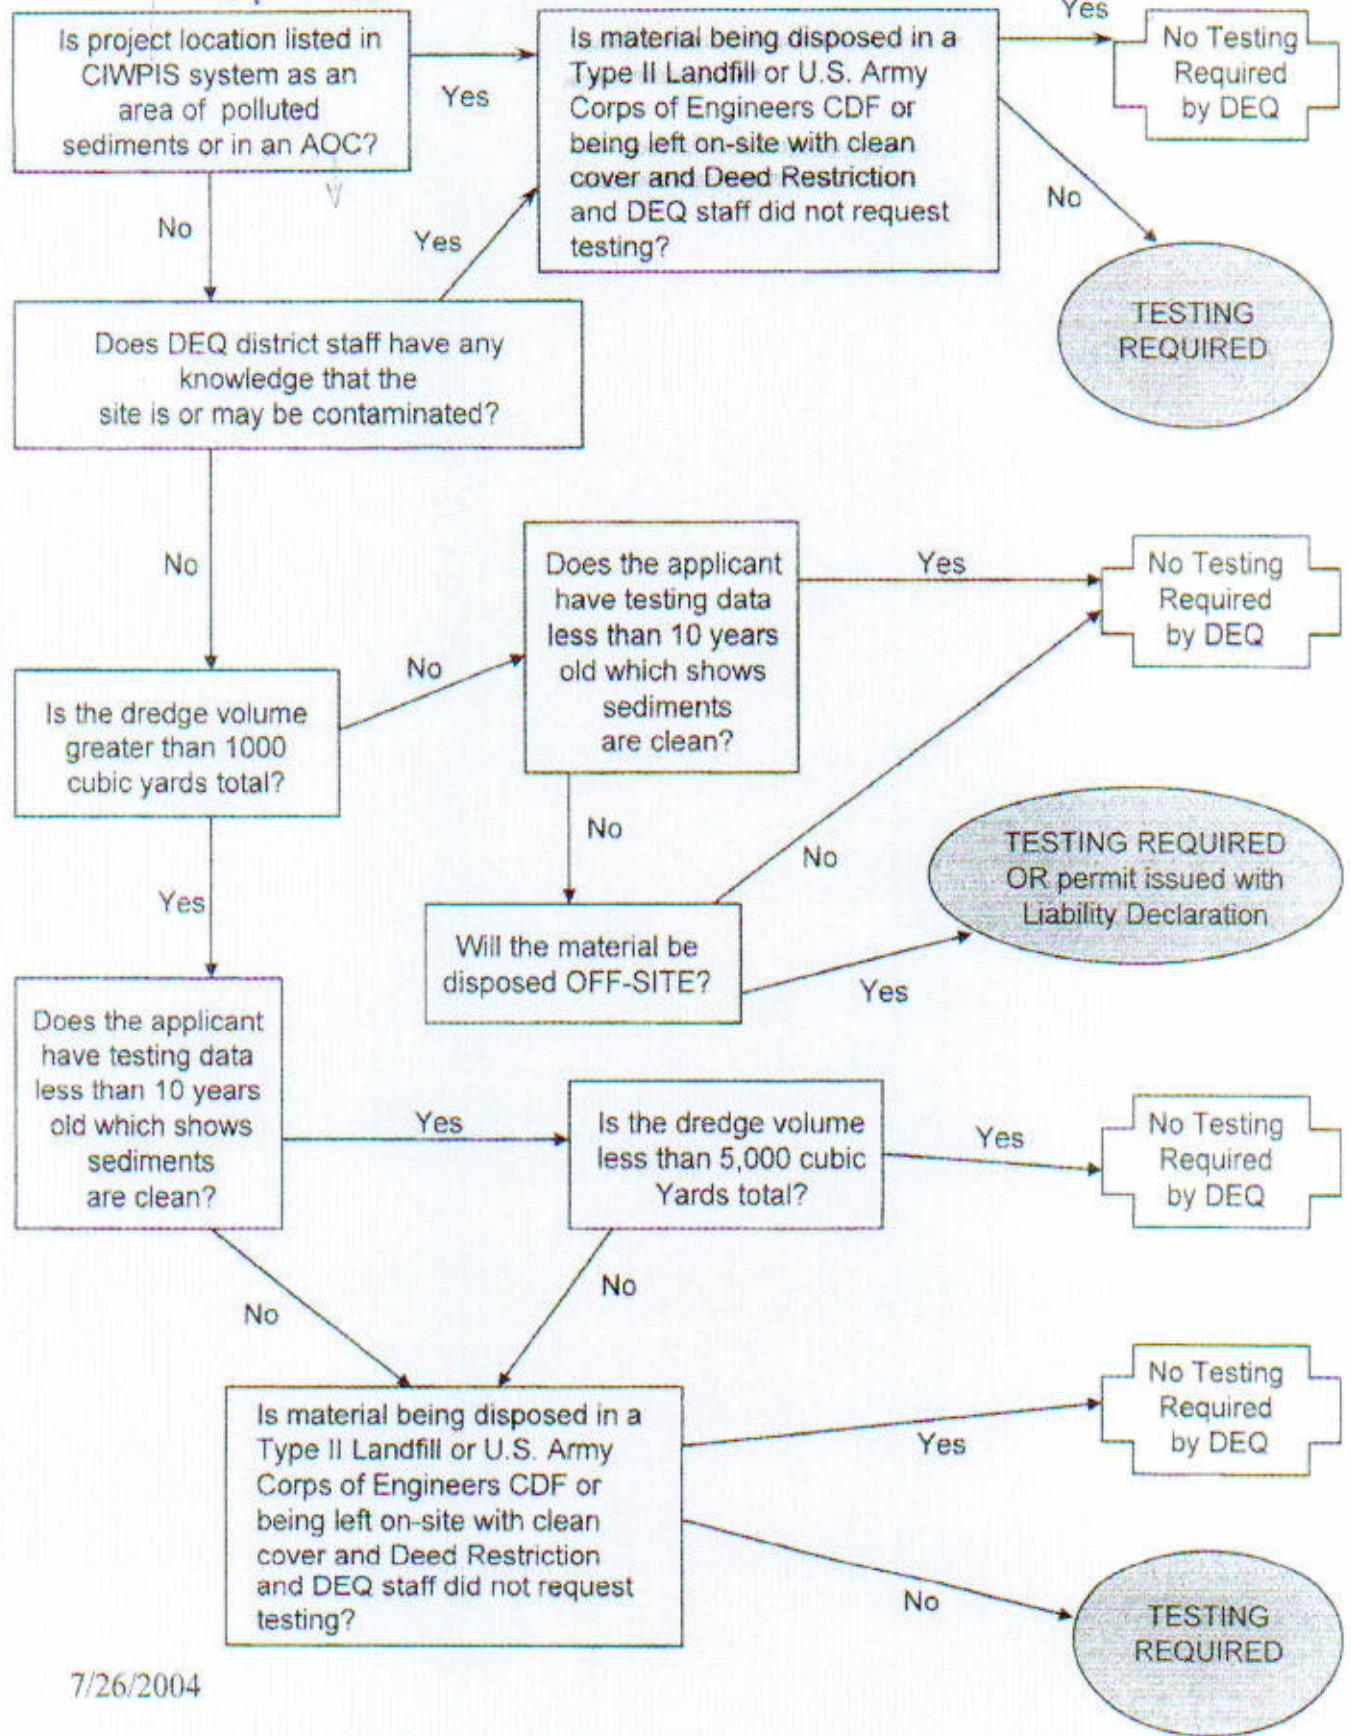 Is project location listed in
CIWPIS system as an
area of polluted
sediments or in an AOC?
Yes
No
Is material being disposed in a
Type II Landfill or U.S. Army
Corps of Engineers CDF or
being left on-site with clean
cover and Deed Restriction
and DEQ staff did not request
testing?
Yes
No Testing
Required
by DEQ
No
TESTING
REQUIRED
Yes
Does DEQ district staff have any
knowledge that the
site is or may be contaminated?
No
Is the dredge volume
greater than 1000
cubic yards total?
No
Does the applicant
have testing data
less than 10 years
old which shows
sediments
are clean?
Yes
No Testing
Required
by DEQ
No
Will the material be
disposed OFF-SITE?
No
Yes
TESTING REQUIRED
OR permit issued with
Liability Declaration
Yes
Does the applicant
have testing data
less than 10 years
old which shows
sediments
are clean?
Yes
Is the dredge volume
less than 5,000 cubic
Yards total?
Yes
No Testing
Required
by DEQ
No
No
Is material being disposed in a
Type II Landfill or U.S. Army
Corps of Engineers CDF or
being left on-site with clean
cover and Deed Restriction
and DEQ staff did not request
testing?
Yes
No Testing
Required
by DEQ
No
TESTING
REQUIRED
7/26/2004